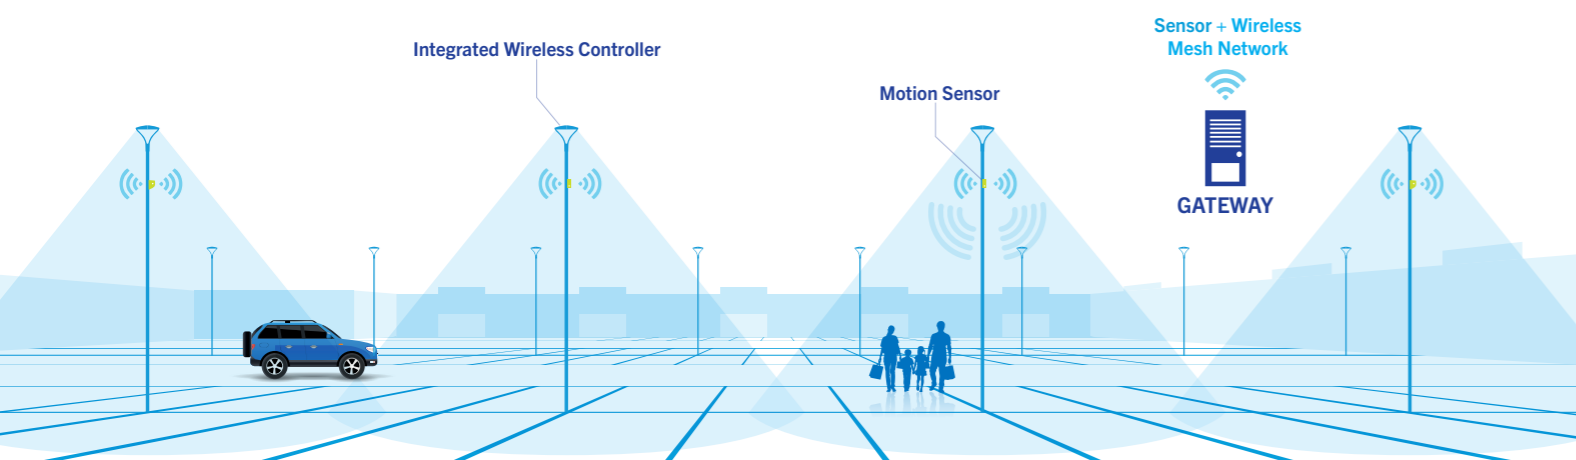 Integrated Wireless Controller
Motion Sensor
Sensor + Wireless
Mesh Network
GATEWAY